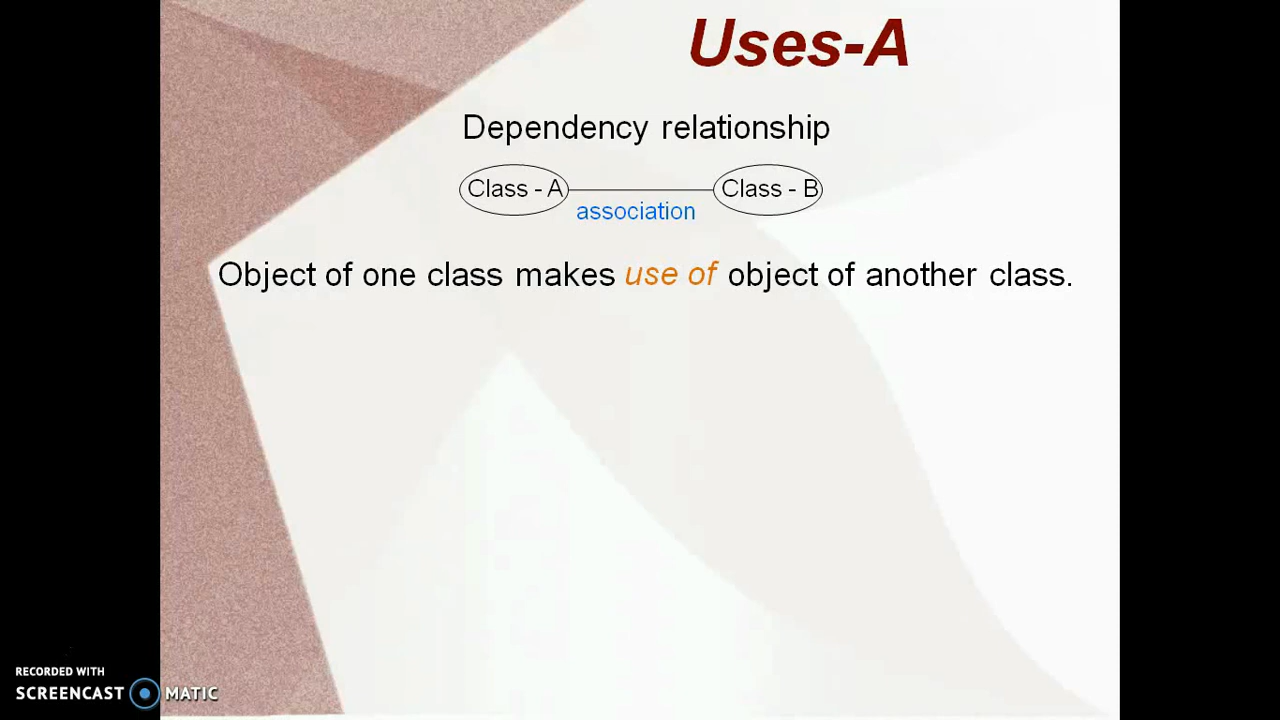 Uses-A
Dependency relationship
Class - A
Class - B
association
Object of one class makes use of object of another class.
RECORDED WITH
SCREENCAST MATIC